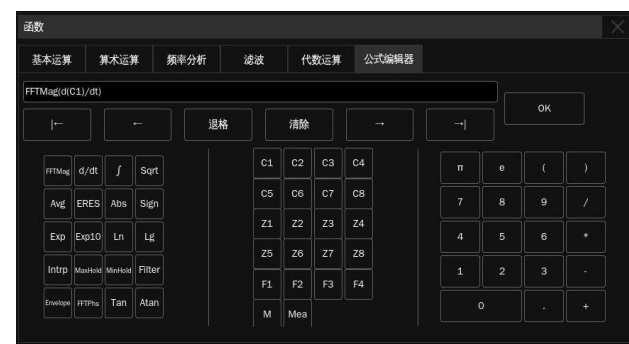 函数
基本运算 算术运算 频率分析 滤波 代数运算 公式编辑器
FFTMag(d(C1)/dt)
OK
|← ← 退格 清除 → →|
FFTMag d/dt ∫ Sqrt
Avg ERES Abs Sign
Exp Exp10 Ln Lg
Intrp MaxHold MinHold Filter
Envelope FFTPhs Tan Atan
C1 C2 C3 C4
C5 C6 C7 C8
Z1 Z2 Z3 Z4
Z5 Z6 Z7 Z8
F1 F2 F3 F4
M Mea
π e ( )
7 8 9 /
4 5 6 *
1 2 3 -
0 . +